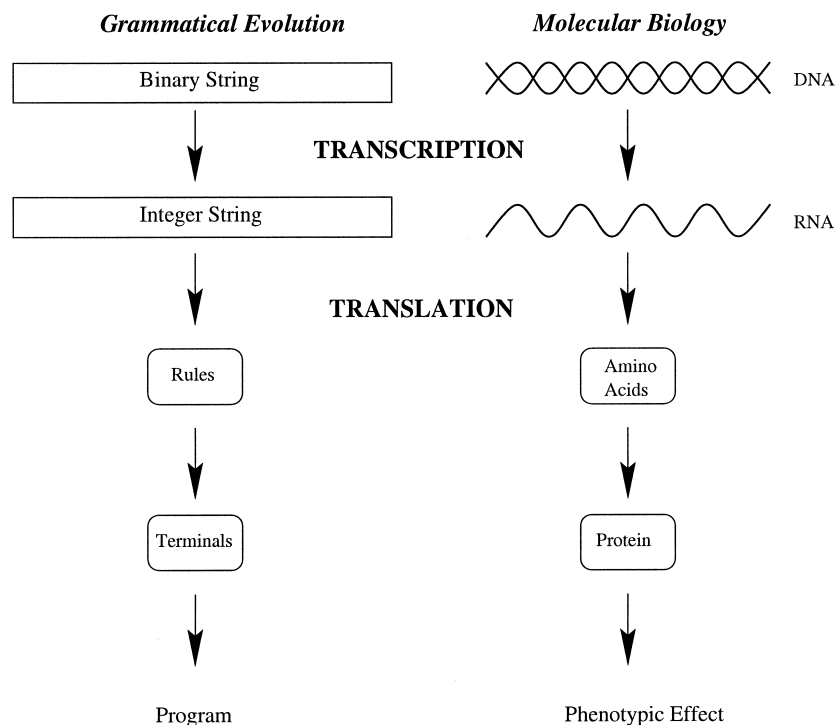 Grammatical Evolution
Molecular Biology
Binary String
DNA
TRANSCRIPTION
Integer String
RNA
TRANSLATION
Rules
Amino
Acids
Terminals
Protein
Program
Phenotypic Effect